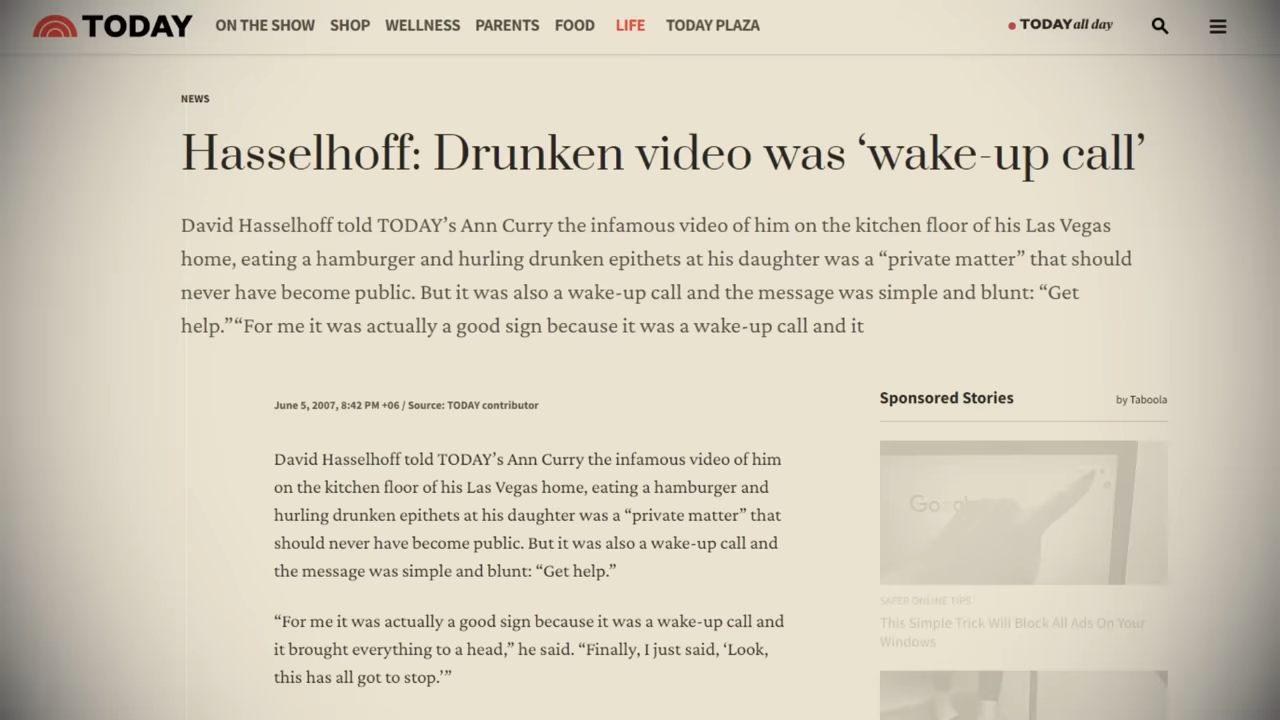 TODAY ON THE SHOW SHOP WELLNESS PARENTS FOOD LIFE TODAY PLAZA TODAY all day
NEWS
Hasselhoff: Drunken video was ‘wake-up call’
David Hasselhoff told TODAY’s Ann Curry the infamous video of him on the kitchen floor of his Las Vegas
home, eating a hamburger and hurling drunken epithets at his daughter was a “private matter” that should
never have become public. But it was also a wake-up call and the message was simple and blunt: “Get
help.”“For me it was actually a good sign because it was a wake-up call and it
June 5, 2007, 8:42 PM +06 / Source: TODAY contributor
David Hasselhoff told TODAY’s Ann Curry the infamous video of him
on the kitchen floor of his Las Vegas home, eating a hamburger and
hurling drunken epithets at his daughter was a “private matter” that
should never have become public. But it was also a wake-up call and
the message was simple and blunt: “Get help.”
“For me it was actually a good sign because it was a wake-up call and
it brought everything to a head,” he said. “Finally, I just said, ‘Look,
this has all got to stop.’”
Sponsored Stories
by Taboola
SAFER ONLINE TIPS
This Simple Trick Will Block All Ads On Your
Windows